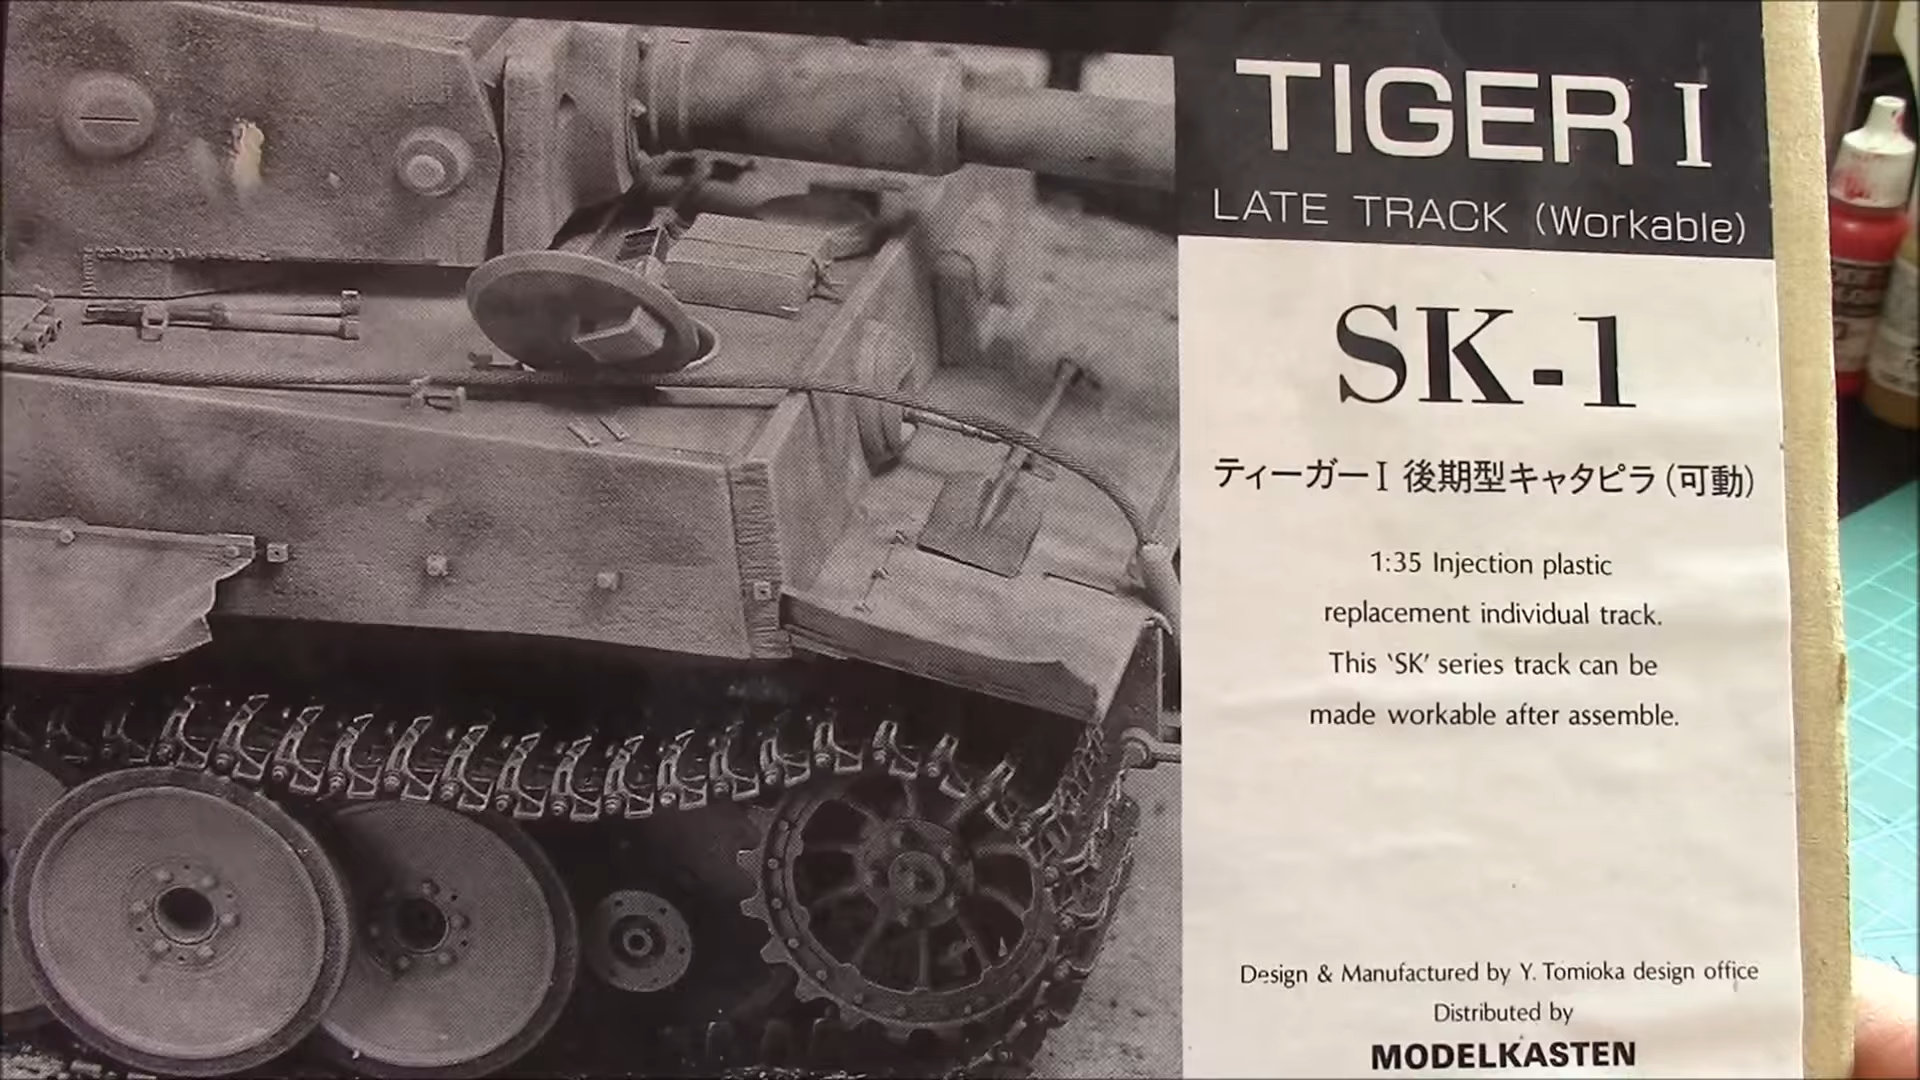 TIGER I
LATE TRACK (Workable)
SK-1
ティーガーI 後期型キャタピラ(可動)
1:35 Injection plastic
replacement individual track.
This 'SK' series track can be
made workable after assemble.
Design & Manufactured by Y. Tomioka design office
Distributed by
MODELKASTEN